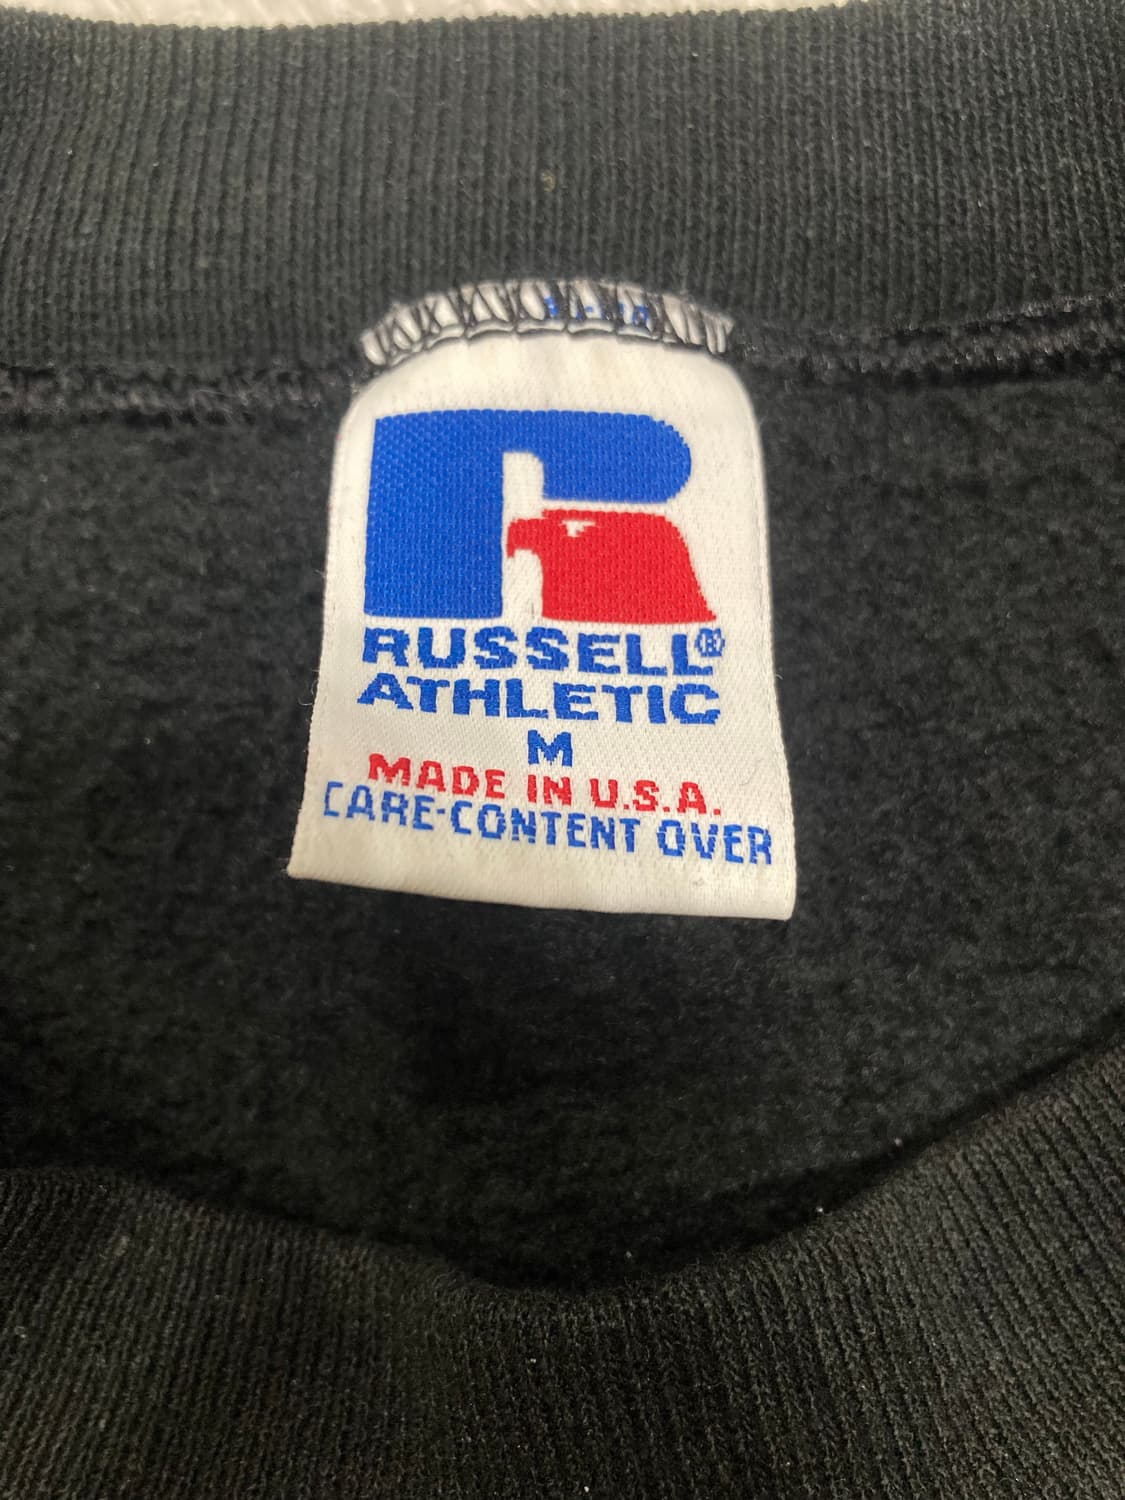 RUSSELL®
ATHLETIC
M
MADE IN U.S.A.
CARE-CONTENT OVER